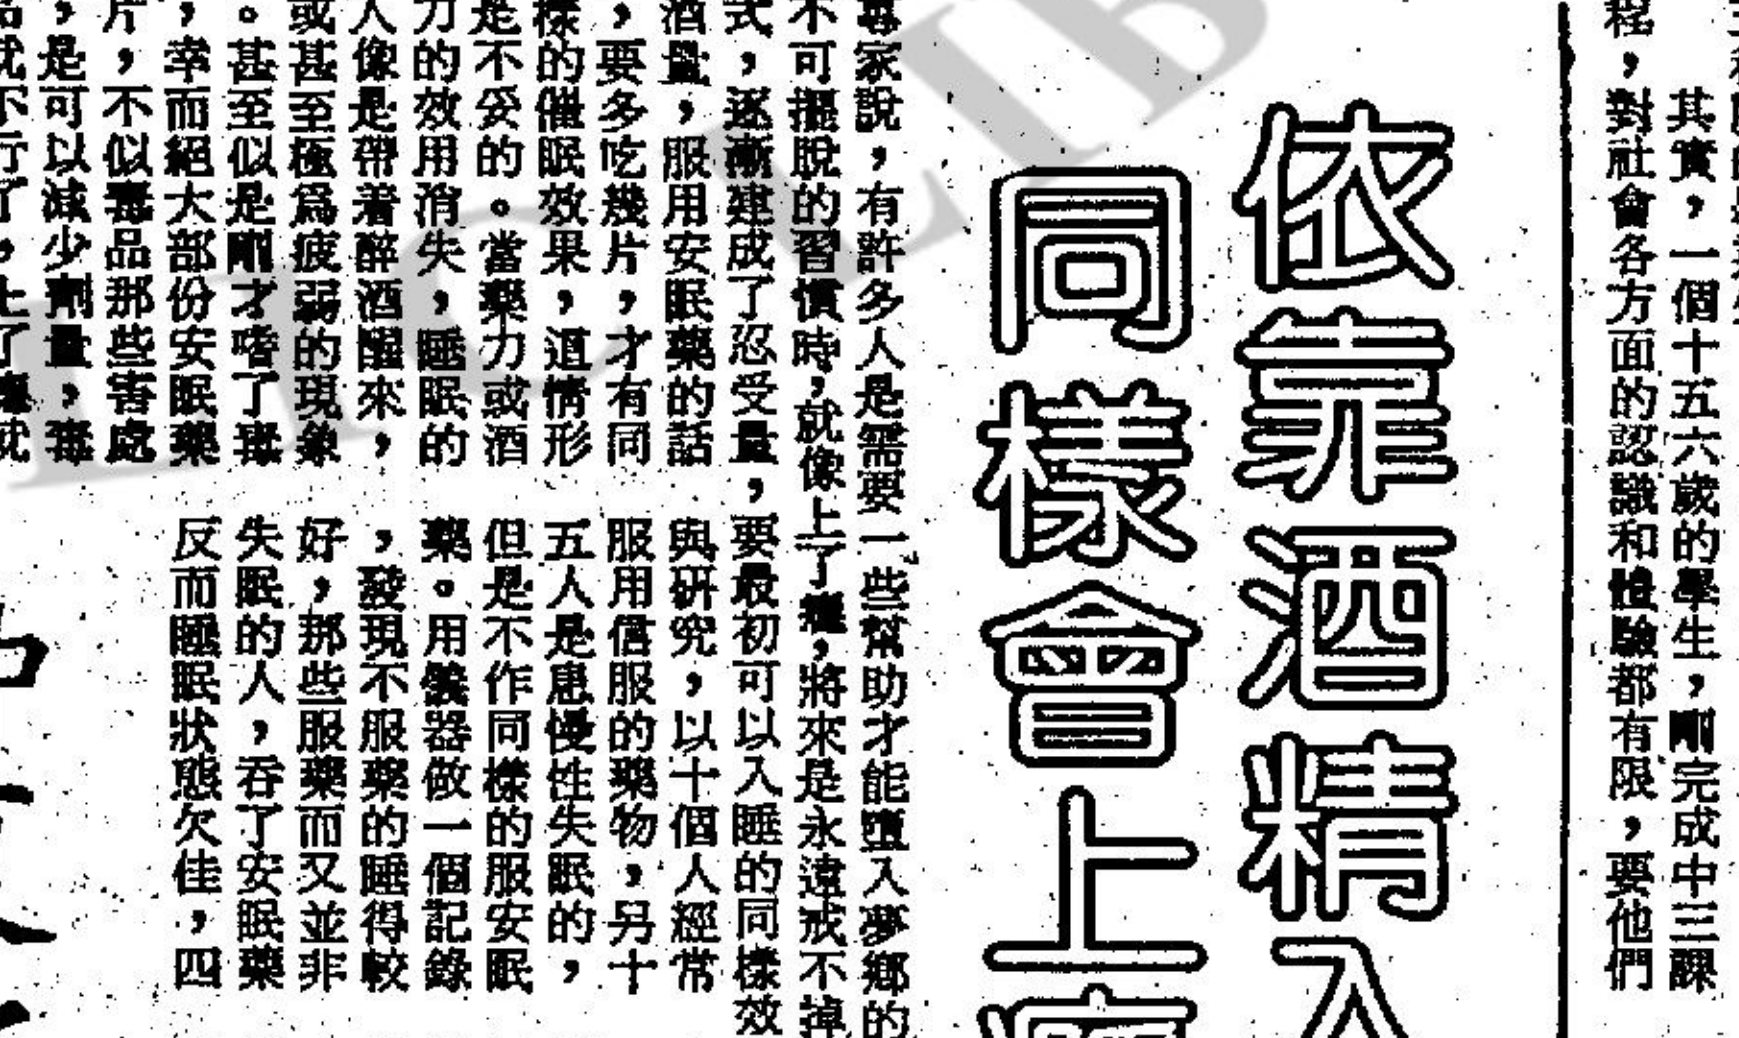 其實，一個十五六歲的學生，剛完成中三課
程，對社會各方面的認識和體驗都有限，要他們
依靠酒精入
同樣會上癮
專家說，有許多人是需要一些幫助才能墮入夢鄉的
不可擺脫的習慣時，就像上了癮，將來是永遠戒不掉
式，逐漸建成了忍受量，要最初可以入睡的同樣效
酒量，服用安眠藥的話
，要多吃幾片，才有同
樣的催眠效果，這情形
是不妥的。當藥力或酒
力的效用消失，睡眠的
人像是帶着醉酒醒來，
或甚至極爲疲弱的現象
。甚至似是剛才嗜了毒
，幸而絕大部份安眠藥
片，不似毒品那些害處
，是可以減少劑量，毒
品就不行了，上了癮就
與研究，以十個人經常
服用信服的藥物，另十
五人是患慢性失眠的，
但是不作同樣的服安眠
藥。用儀器做一個記錄
，發現不服藥的睡得較
好，那些服藥而又並非
失眠的人，吞了安眠藥
反而睡眠狀態欠佳，四